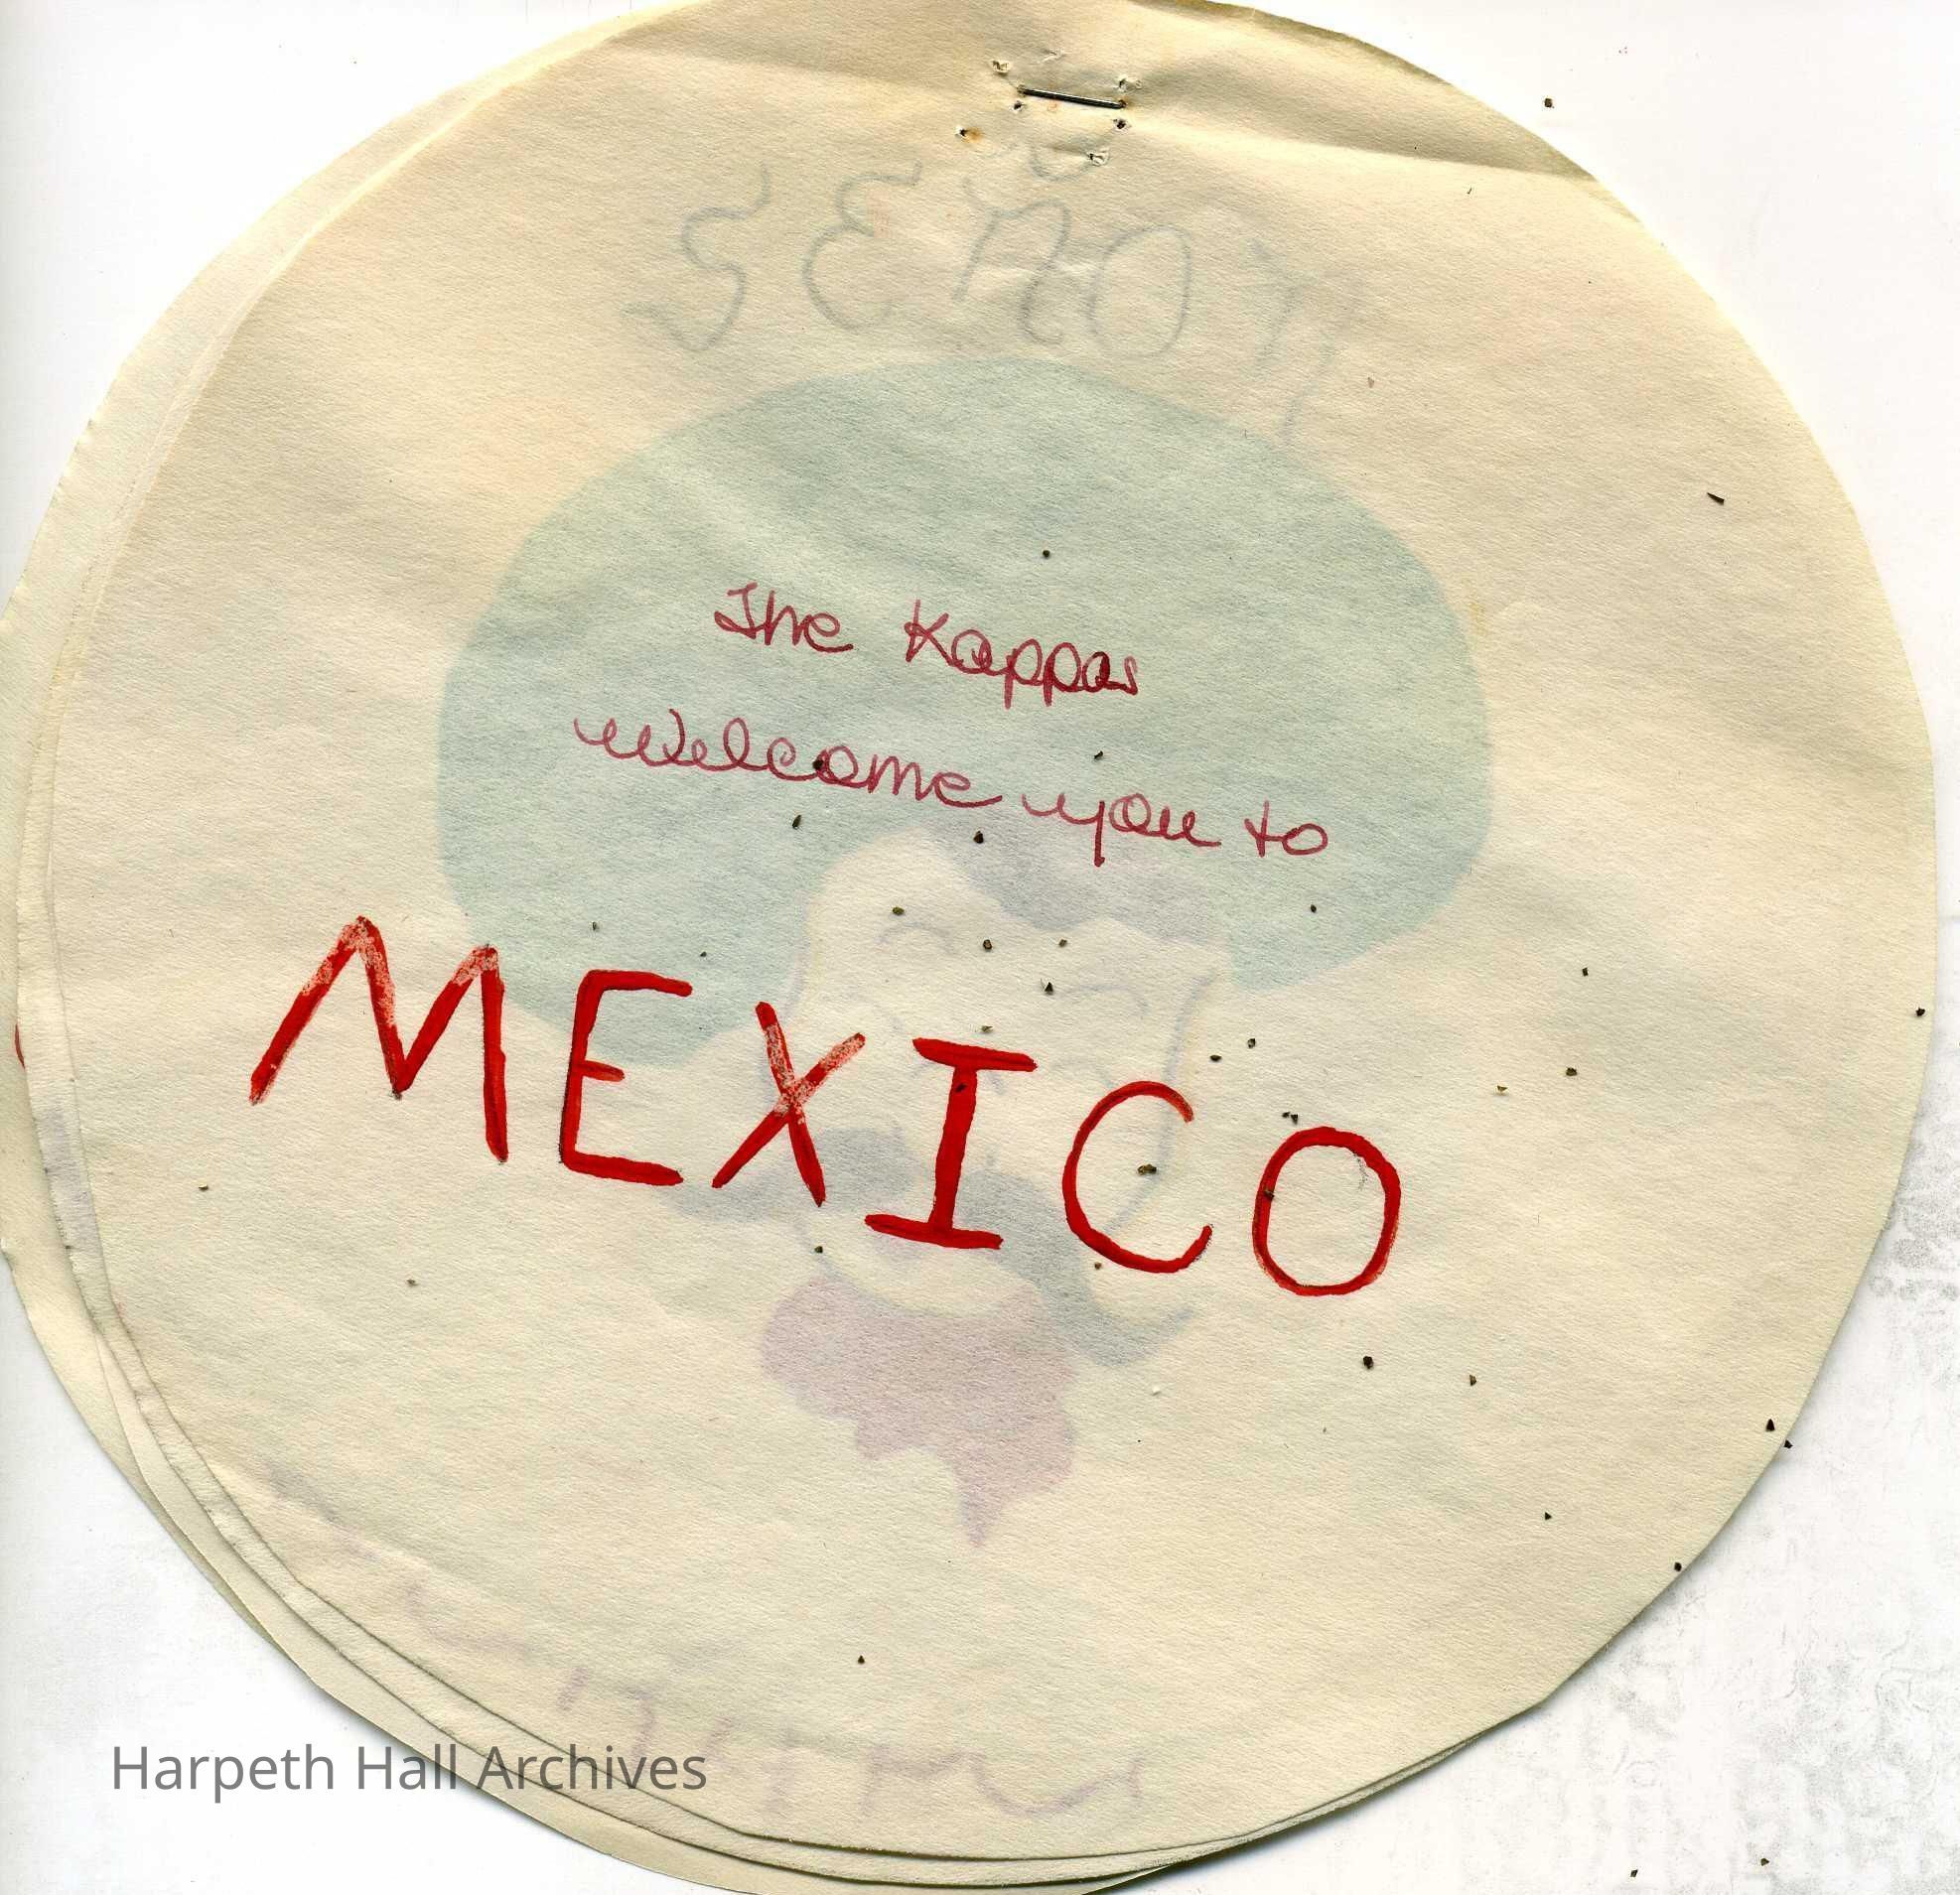 The Kappas
welcome you to
MEXICO
Harpeth Hall Archives